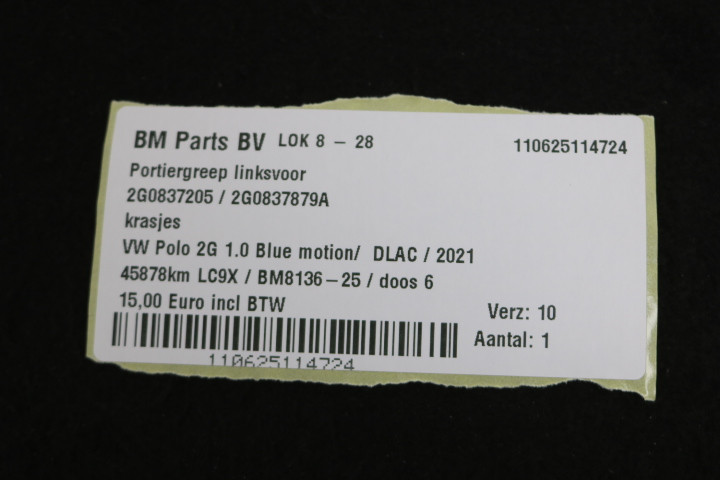 BM Parts BV LOK 8 – 28 110625114724
Portiergreep linksvoor
2G0837205 / 2G0837879A
krasjes
VW Polo 2G 1.0 Blue motion/ DLAC / 2021
45878km LC9X / BM8136–25 / doos 6
15,00 Euro incl BTW
Verz: 10
Aantal: 1
110625114724